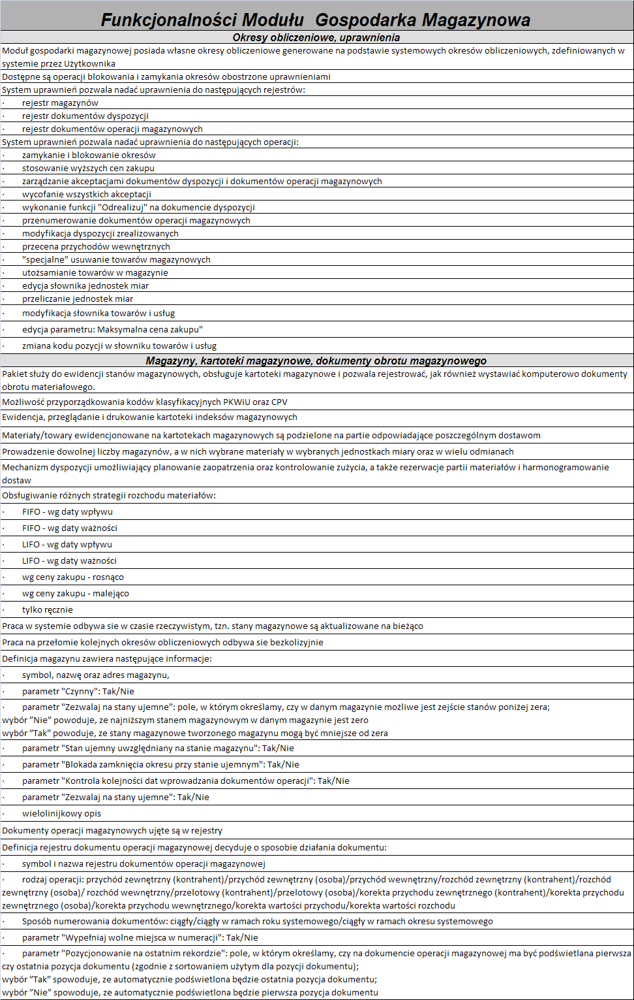 Funkcjonalności Modułu  Gospodarka Magazynowa
Okresy obliczeniowe, uprawnienia
Moduł gospodarki magazynowej posiada własne okresy obliczeniowe generowane na podstawie systemowych okresów obliczeniowych, zdefiniowanych w
systemie przez Użytkownika
Dostępne są operacji blokowania i zamykania okresów obostrzone uprawnieniami
System uprawnień pozwala nadać uprawnienia do następujących rejestrów:
· rejestr magazynów
· rejestr dokumentów dyspozycji
· rejestr dokumentów operacji magazynowych
System uprawnień pozwala nadać uprawnienia do następujących operacji:
· zamykanie i blokowanie okresów
· stosowanie wyższych cen zakupu
· zarządzanie akceptacjami dokumentów dyspozycji i dokumentów operacji magazynowych
· wycofanie wszystkich akceptacji
· wykonanie funkcji "Odrealizuj" na dokumencie dyspozycji
· przenumerowanie dokumentów operacji magazynowych
· modyfikacja dyspozycji zrealizowanych
· przecena przychodów wewnętrznych
· "specjalne" usuwanie towarów magazynowych
· utożsamianie towarów w magazynie
· edycja słownika jednostek miar
· przeliczanie jednostek miar
· modyfikacja słownika towarów i usług
· edycja parametru: Maksymalna cena zakupu"
· zmiana kodu pozycji w słowniku towarów i usług
Magazyny, kartoteki magazynowe, dokumenty obrotu magazynowego
Pakiet służy do ewidencji stanów magazynowych, obsługuje kartoteki magazynowe i pozwala rejestrować, jak również wystawiać komputerowo dokumenty
obrotu materiałowego.
Możliwość przyporządkowania kodów klasyfikacyjnych PKWiU oraz CPV
Ewidencja, przeglądanie i drukowanie kartoteki indeksów magazynowych
Materiały/towary ewidencjonowane na kartotekach magazynowych są podzielone na partie odpowiadające poszczególnym dostawom
Prowadzenie dowolnej liczby magazynów, a w nich wybrane materiały w wybranych jednostkach miary oraz w wielu odmianach
Mechanizm dyspozycji umożliwiający planowanie zaopatrzenia oraz kontrolowanie zużycia, a także rezerwacje partii materiałów i harmonogramowanie
dostaw
Obsługiwanie różnych strategii rozchodu materiałów:
· FIFO - wg daty wpływu
· FIFO - wg daty ważności
· LIFO - wg daty wpływu
· LIFO - wg daty ważności
· wg ceny zakupu - rosnąco
· wg ceny zakupu - malejąco
· tylko ręcznie
Praca w systemie odbywa sie w czasie rzeczywistym, tzn. stany magazynowe są aktualizowane na bieżąco
Praca na przełomie kolejnych okresów obliczeniowych odbywa sie bezkolizyjnie
Definicja magazynu zawiera następujące informacje:
· symbol, nazwę oraz adres magazynu,
· parametr "Czynny": Tak/Nie
· parametr "Zezwalaj na stany ujemne": pole, w którym określamy, czy w danym magazynie możliwe jest zejście stanów poniżej zera;
wybór ”Nie” powoduje, ze najniższym stanem magazynowym w danym magazynie jest zero
wybór ”Tak” powoduje, ze stany magazynowe tworzonego magazynu mogą być mniejsze od zera
· parametr "Stan ujemny uwzględniany na stanie magazynu": Tak/Nie
· parametr "Blokada zamknięcia okresu przy stanie ujemnym": Tak/Nie
· parametr "Kontrola kolejności dat wprowadzania dokumentów operacji": Tak/Nie
· parametr "Zezwalaj na stany ujemne": Tak/Nie
· wielolinijkowy opis
Dokumenty operacji magazynowych ujęte są w rejestry
Definicja rejestru dokumentu operacji magazynowej decyduje o sposobie działania dokumentu:
· symbol i nazwa rejestru dokumentów operacji magazynowej
· rodzaj operacji: przychód zewnętrzny (kontrahent)/przychód zewnętrzny (osoba)/przychód wewnętrzny/rozchód zewnętrzny (kontrahent)/rozchód
zewnętrzny (osoba)/ rozchód wewnętrzny/przelotowy (kontrahent)/przelotowy (osoba)/korekta przychodu zewnętrznego (kontrahent)/korekta przychodu
zewnętrznego (osoba)/korekta przychodu wewnętrznego/korekta wartości przychodu/korekta wartości rozchodu
· Sposób numerowania dokumentów: ciągły/ciągły w ramach roku systemowego/ciągły w ramach okresu systemowego
· parametr "Wypełniaj wolne miejsca w numeracji": Tak/Nie
· parametr "Pozycjonowanie na ostatnim rekordzie": pole, w którym określamy, czy na dokumencie operacji magazynowej ma być podświetlana pierwsza
czy ostatnia pozycja dokumentu (zgodnie z sortowaniem użytym dla pozycji dokumentu);
wybór ”Tak” spowoduje, ze automatycznie podświetlona będzie ostatnia pozycja dokumentu;
wybór ”Nie” spowoduje, ze automatycznie podświetlona będzie pierwsza pozycja dokumentu